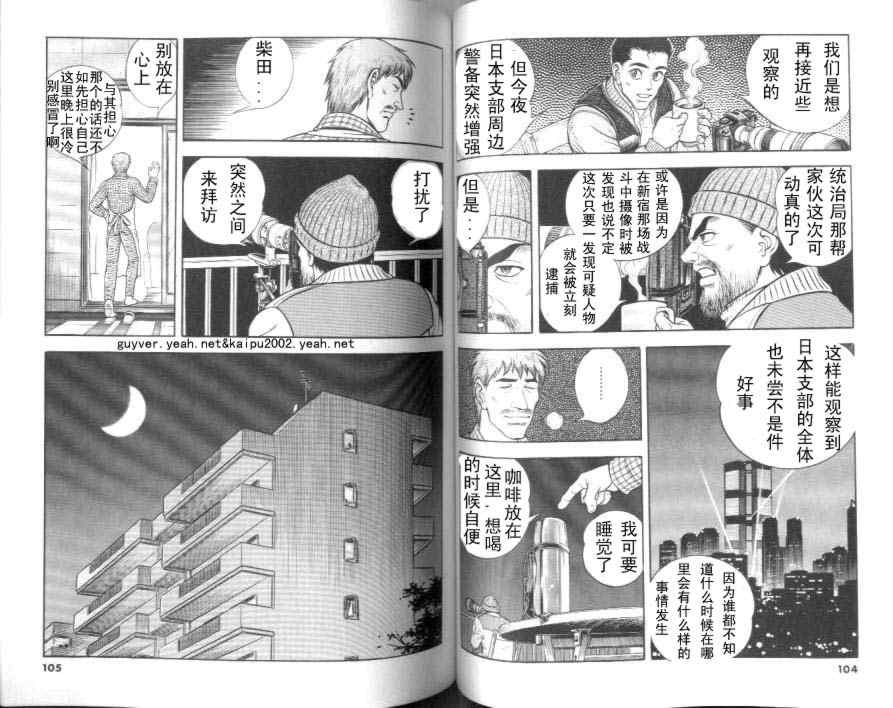 我们是想
再接近些
观察的
但今夜
日本支部周边
警备突然增强
统治局那帮
家伙这次可
动真的了
或许是因为
在新宿那场战
斗中摄像时被
发现也说不定
这次只要一发现可疑人物
就会被立刻
逮捕
但是...
这样能观察到
日本支部的全体
也未尝不是件
好事
因为谁都不知
道什么时候在哪
里会有什么样的
事情发生
........
我可要
睡觉了
咖啡放在
这里.想喝
的时候自便
104
柴田
...
别放在
心上
与其担心
那个的话还不
如先担心自己
这里晚上很冷
别感冒了啊
打扰了
突然之间
来拜访
guyver.yeah.net&kaipu2002.yeah.net
105